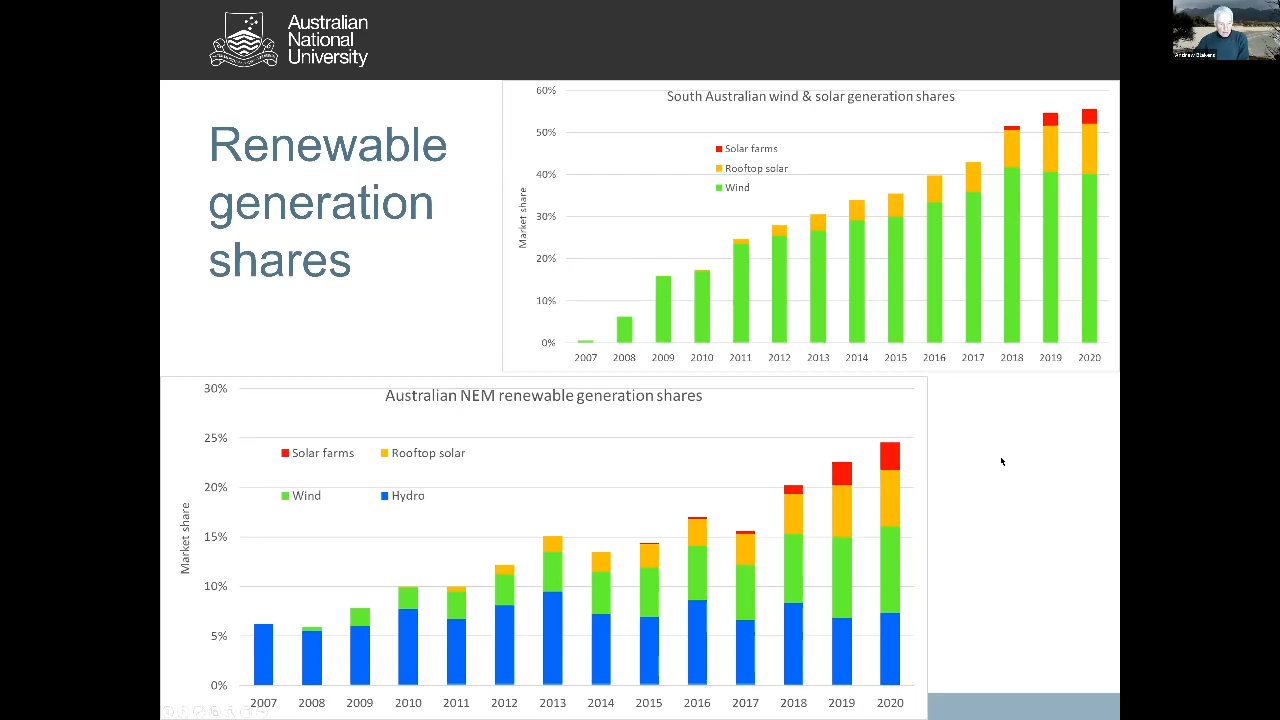 Australian
National
University
Andrew Blakers
Renewable
generation
shares
South Australian wind & solar generation shares
60%
50%
40%
30%
20%
10%
0%
Market share
Solar farms
Rooftop solar
Wind
2007 2008 2009 2010 2011 2012 2013 2014 2015 2016 2017 2018 2019 2020
Australian NEM renewable generation shares
30%
25%
20%
15%
10%
5%
0%
Market share
Solar farms Rooftop solar
Wind Hydro
2007 2008 2009 2010 2011 2012 2013 2014 2015 2016 2017 2018 2019 2020